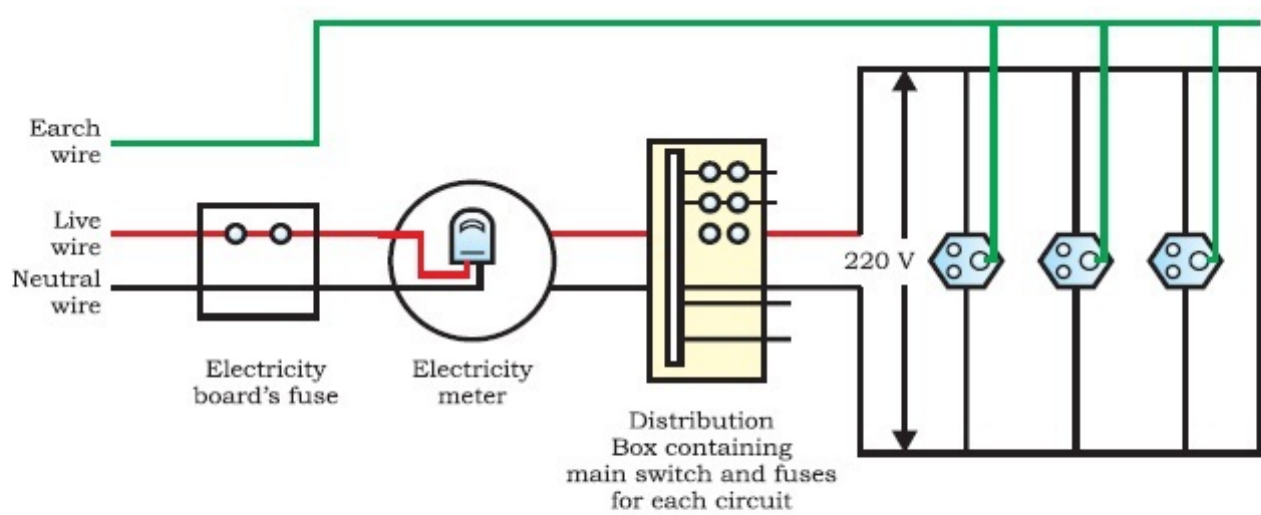 Earch
wire
Live
wire
Neutral
wire
Electricity
board's fuse
Electricity
meter
Distribution
Box containing
main switch and fuses
for each circuit
220 V